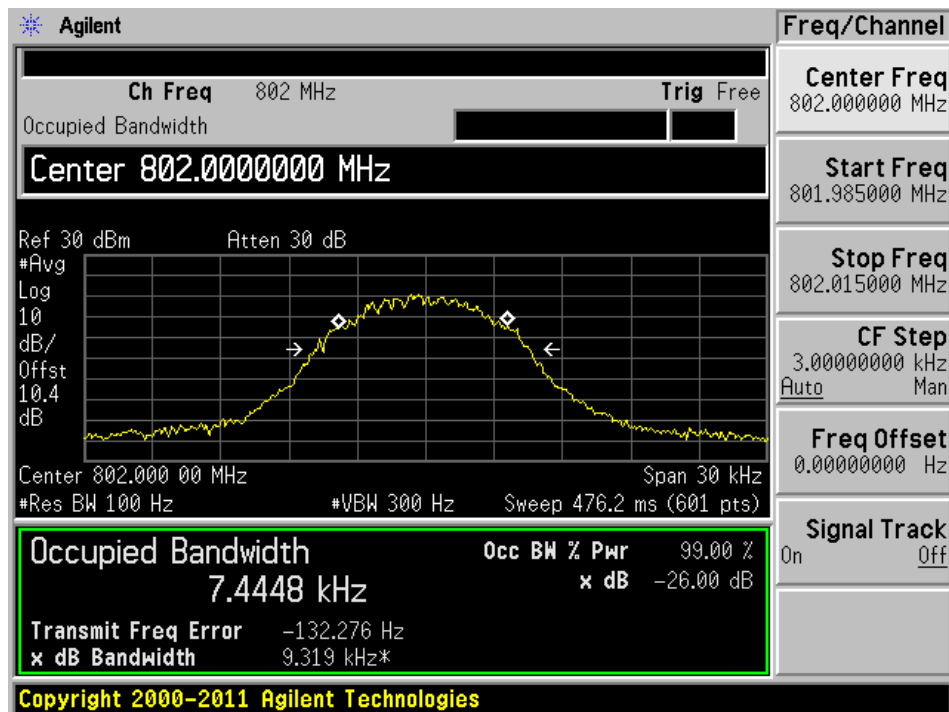 Agilent
Ch Freq 802 MHz Trig Free
Occupied Bandwidth
Center 802.0000000 MHz
Ref 30 dBm Atten 30 dB
#Avg
Log
10
dB/
Offst
10.4
dB
Center 802.000 00 MHz Span 30 kHz
#Res BW 100 Hz #VBW 300 Hz Sweep 476.2 ms (601 pts)
Occupied Bandwidth
7.4448 kHz
Occ BW % Pwr 99.00 %
x dB -26.00 dB
Transmit Freq Error -132.276 Hz
x dB Bandwidth 9.319 kHz*
Copyright 2000-2011 Agilent Technologies
Freq/Channel
Center Freq
802.000000 MHz
Start Freq
801.985000 MHz
Stop Freq
802.015000 MHz
CF Step
3.00000000 kHz
Auto Man
Freq Offset
0.00000000 Hz
Signal Track
On Off